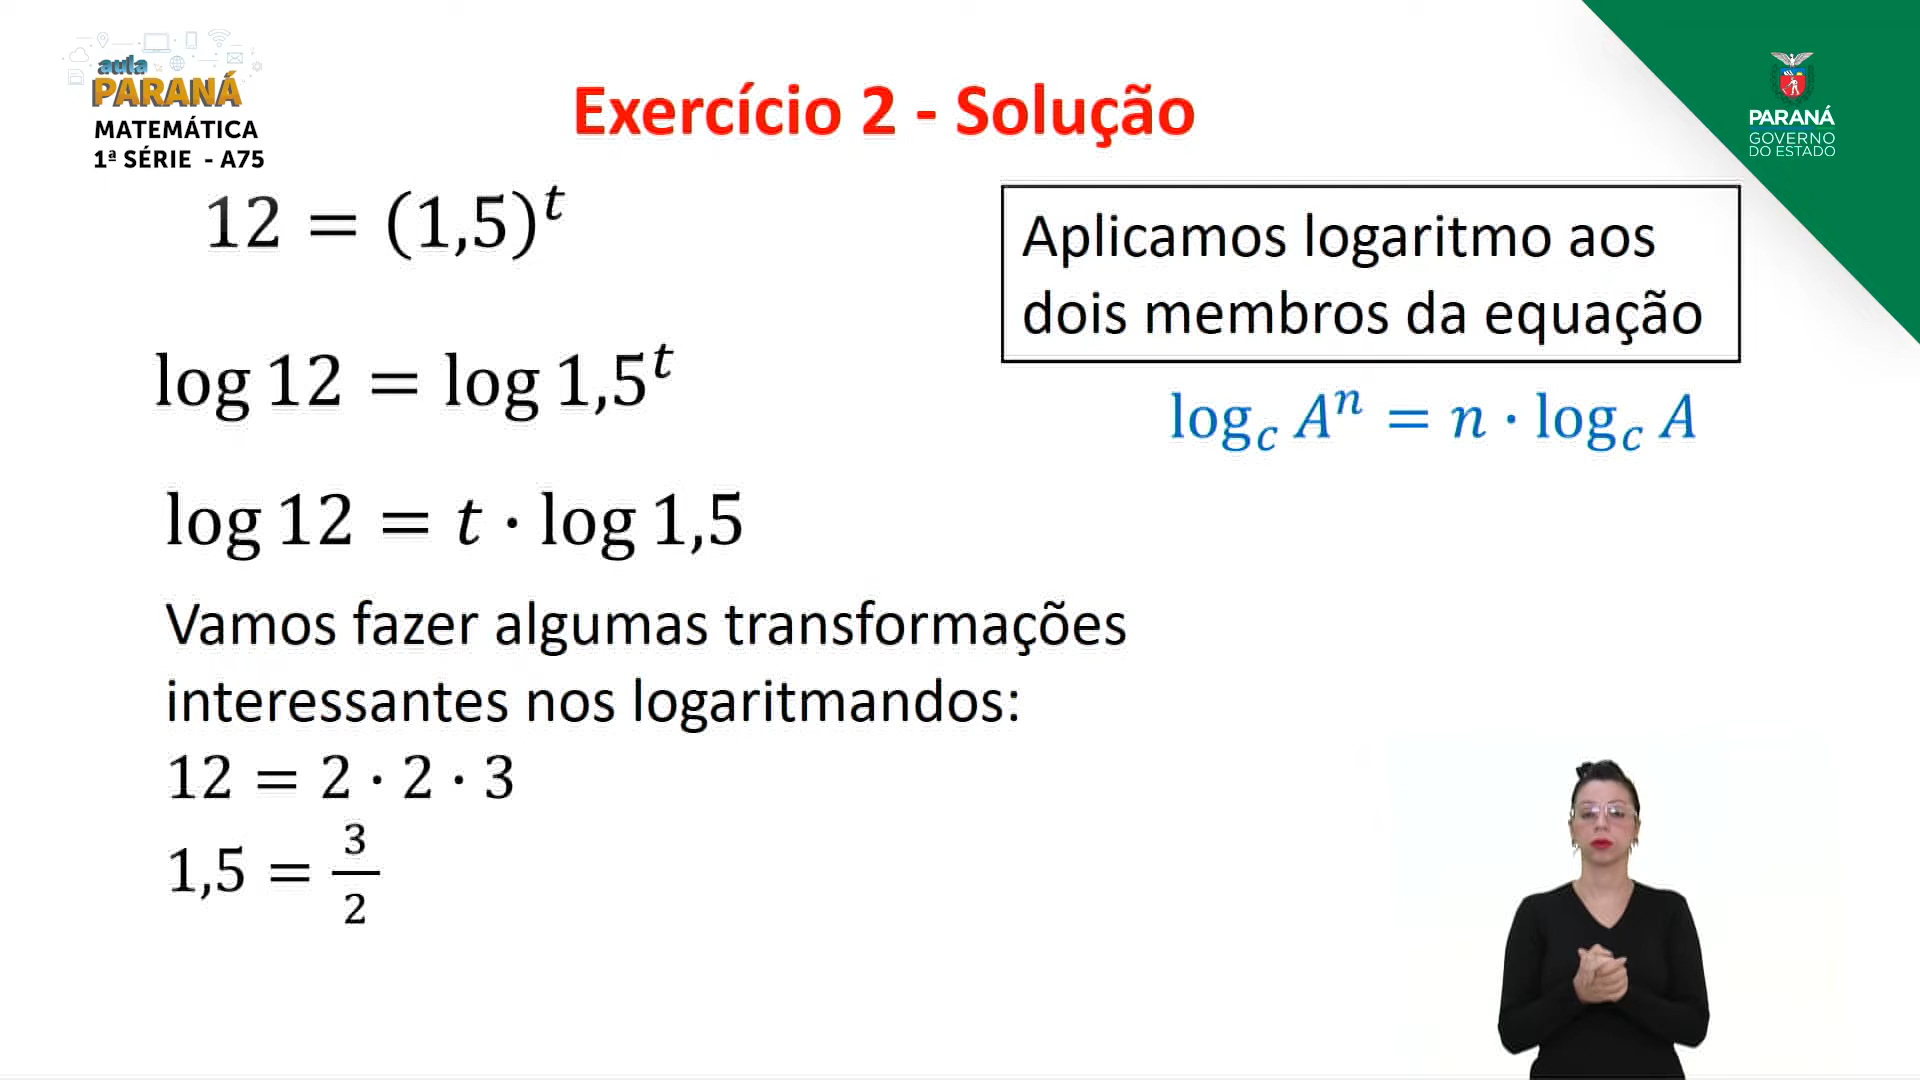 aula
PARANÁ
MATEMÁTICA
1ª SÉRIE - A75
Exercício 2 - Solução
PARANÁ
GOVERNO
DO ESTADO
12 = (1,5)^t
Aplicamos logaritmo aos
dois membros da equação
log 12 = log 1,5^t
log_c A^n = n · log_c A
log 12 = t · log 1,5
Vamos fazer algumas transformações
interessantes nos logaritmandos:
12 = 2 · 2 · 3
1,5 = 3/2